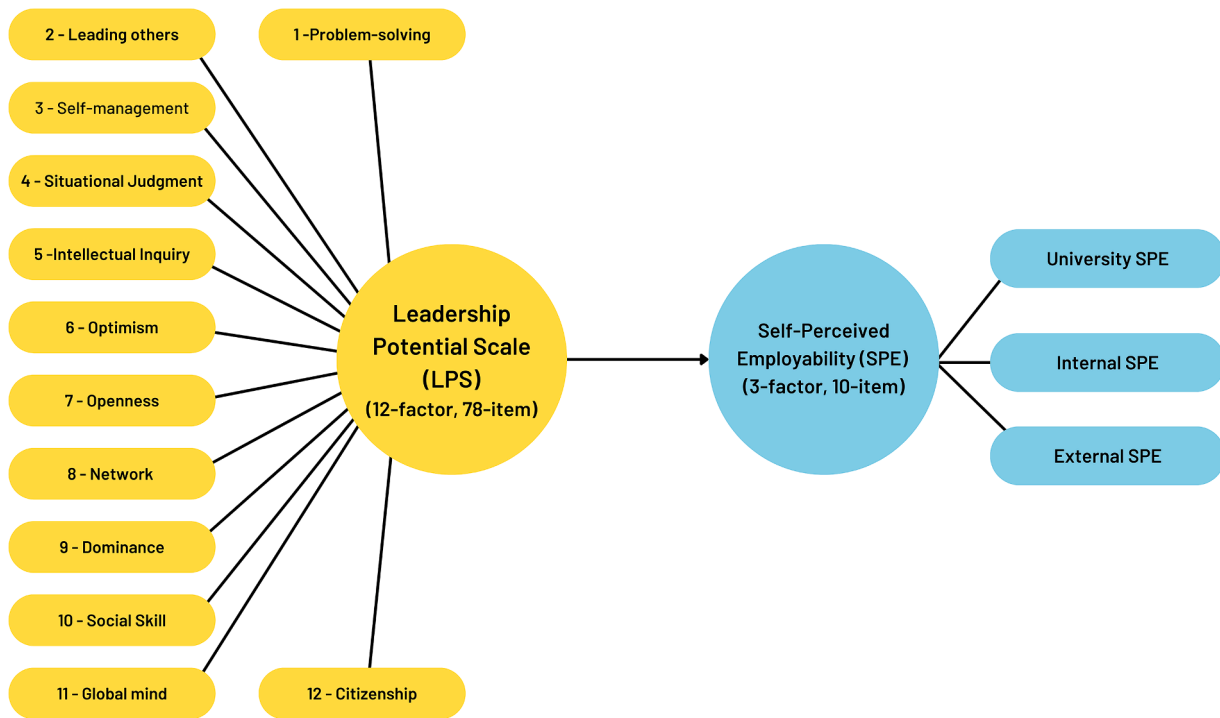 2 - Leading others
1 -Problem-solving
3 - Self-management
4 - Situational Judgment
5 -Intellectual Inquiry
6 - Optimism
7 - Openness
8 - Network
9 - Dominance
10 - Social Skill
11 - Global mind
12 - Citizenship
Leadership
Potential Scale
(LPS)
(12-factor, 78-item)
Self-Perceived
Employability (SPE)
(3-factor, 10-item)
University SPE
Internal SPE
External SPE